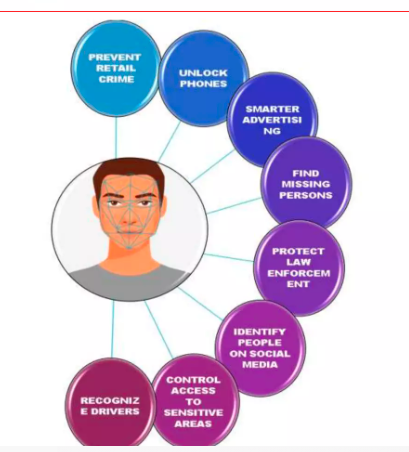 PREVENT
RETAIL
CRIME
UNLOCK
PHONES
SMARTER
ADVERTISI
NG
FIND
MISSING
PERSONS
PROTECT
LAW
ENFORCEM
ENT
IDENTIFY
PEOPLE
ON SOCIAL
MEDIA
CONTROL
ACCESS
TO
SENSITIVE
AREAS
RECOGNIZ
E DRIVERS